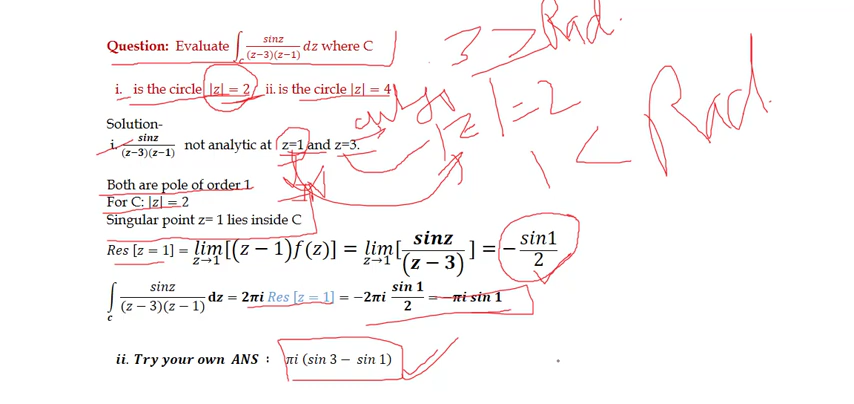 Question: Evaluate ∫c sinz/((z−3)(z−1)) dz where C
i. is the circle |z| = 2 ii. is the circle |z| = 4
Solution-
i. sinz/((z−3)(z−1)) not analytic at z=1 and z=3.
Both are pole of order 1
For C: |z| = 2
Singular point z= 1 lies inside C
Res [z = 1] = lim z→1 [(z − 1)f(z)] = lim z→1 [sinz/(z − 3)] = − sin1/2
∫c sinz/((z − 3)(z − 1)) dz = 2πi Res [z = 1] = −2πi sin 1/2 = −πi sin 1
ii. Try your own ANS : πi (sin 3 − sin 1)
3 > Rad.
|z| = 2
1 < Rad.